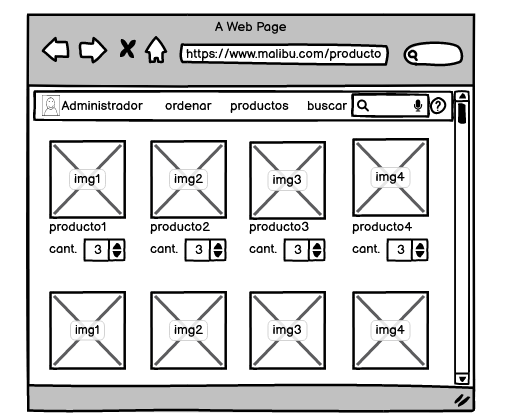 A Web Page
https://www.malibu.com/producto
Administrador ordenar productos buscar ?
img1 img2 img3 img4
producto1 producto2 producto3 producto4
cant. 3 cant. 3 cant. 3 cant. 3
img1 img2 img3 img4